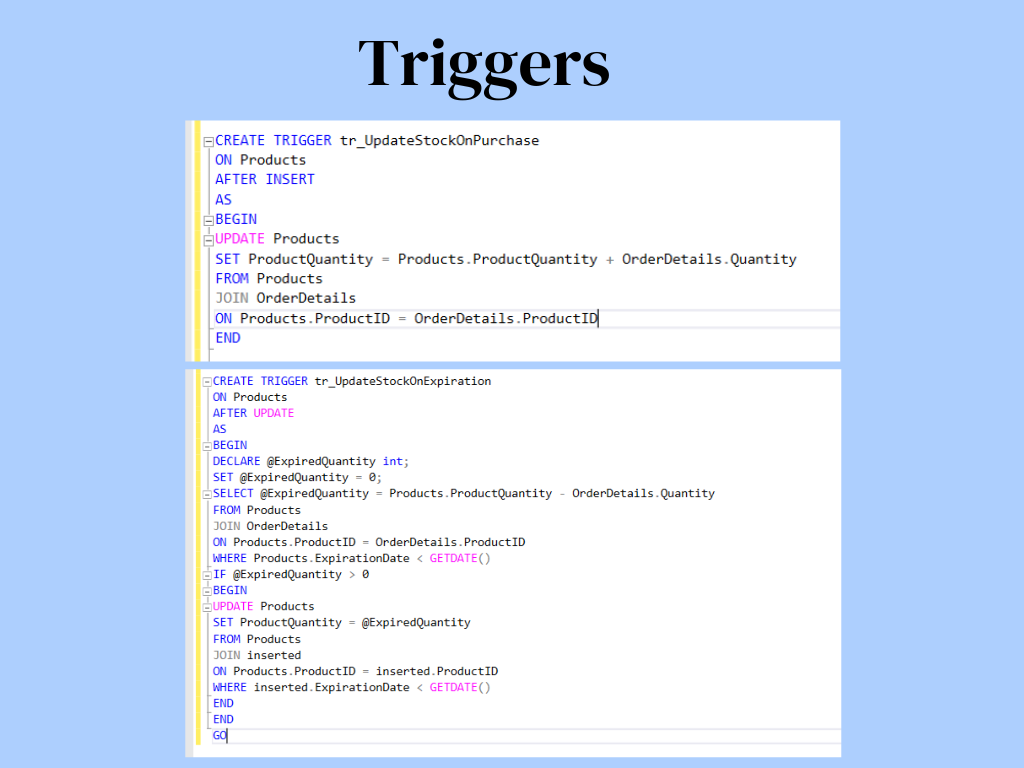 Triggers
CREATE TRIGGER tr_UpdateStockOnPurchase
ON Products
AFTER INSERT
AS
BEGIN
UPDATE Products
SET ProductQuantity = Products.ProductQuantity + OrderDetails.Quantity
FROM Products
JOIN OrderDetails
ON Products.ProductID = OrderDetails.ProductID
END
CREATE TRIGGER tr_UpdateStockOnExpiration
ON Products
AFTER UPDATE
AS
BEGIN
DECLARE @ExpiredQuantity int;
SET @ExpiredQuantity = 0;
SELECT @ExpiredQuantity = Products.ProductQuantity - OrderDetails.Quantity
FROM Products
JOIN OrderDetails
ON Products.ProductID = OrderDetails.ProductID
WHERE Products.ExpirationDate < GETDATE()
IF @ExpiredQuantity > 0
BEGIN
UPDATE Products
SET ProductQuantity = @ExpiredQuantity
FROM Products
JOIN inserted
ON Products.ProductID = inserted.ProductID
WHERE inserted.ExpirationDate < GETDATE()
END
END
GO